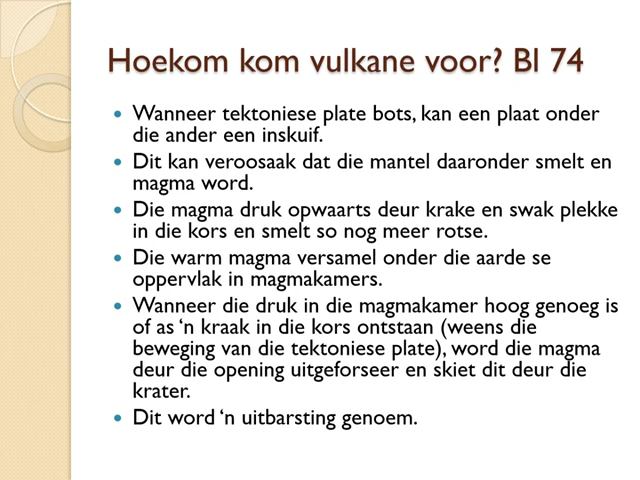 Hoekom kom vulkane voor? Bl 74
• Wanneer tektoniese plate bots, kan een plaat onder
die ander een inskuif.
• Dit kan veroosaak dat die mantel daaronder smelt en
magma word.
• Die magma druk opwaarts deur krake en swak plekke
in die kors en smelt so nog meer rotse.
• Die warm magma versamel onder die aarde se
oppervlak in magmakamers.
• Wanneer die druk in die magmakamer hoog genoeg is
of as ‘n kraak in die kors ontstaan (weens die
beweging van die tektoniese plate), word die magma
deur die opening uitgeforseer en skiet dit deur die
krater.
• Dit word ‘n uitbarsting genoem.